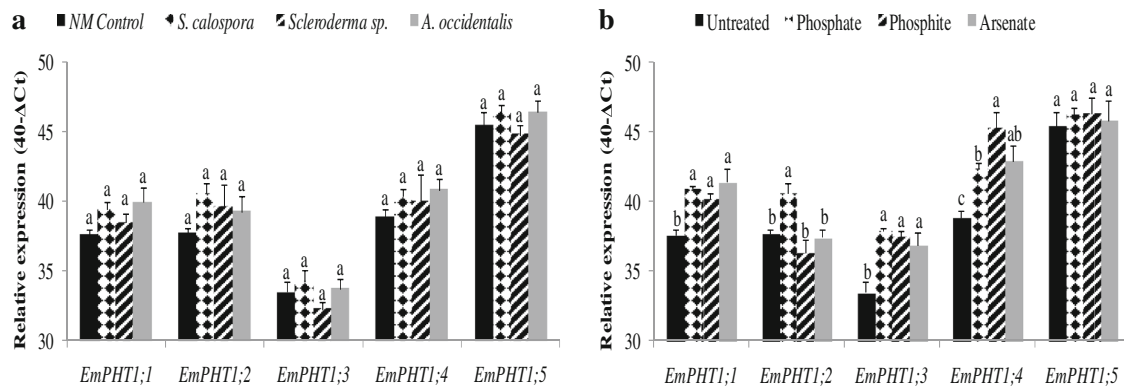 a NM Control S. calospora Scleroderma sp. A. occidentalis
Relative expression (40-ΔCt)
50
45
40
35
30
a a a a
a a a a
a a a a
a a a a
a a a a
EmPHT1;1 EmPHT1;2 EmPHT1;3 EmPHT1;4 EmPHT1;5
b Untreated Phosphate Phosphite Arsenate
Relative expression (40-ΔCt)
50
45
40
35
30
b a a a
b a b b
b a a a
c b a ab
a a a a
EmPHT1;1 EmPHT1;2 EmPHT1;3 EmPHT1;4 EmPHT1;5